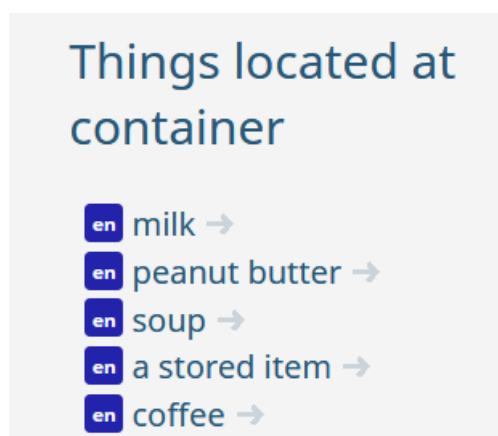 Things located at
container
en milk →
en peanut butter →
en soup →
en a stored item →
en coffee →